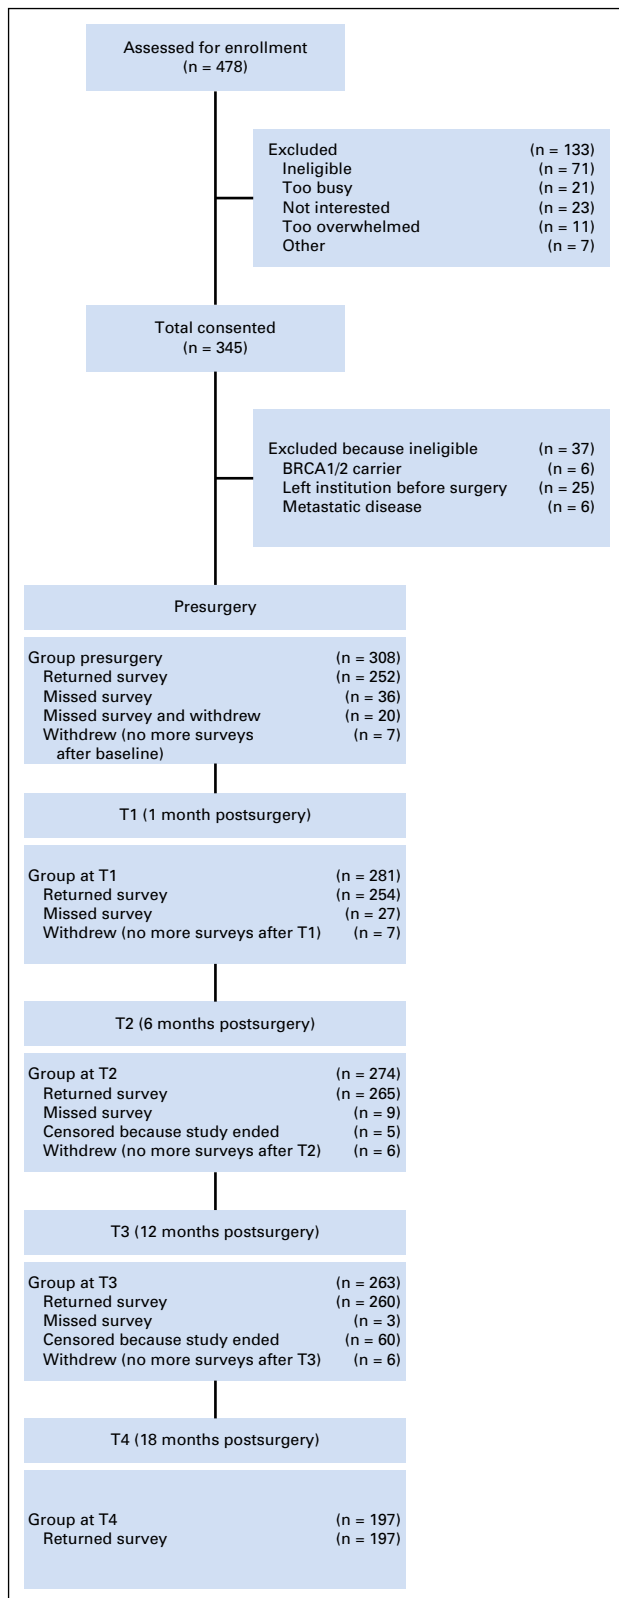 Assessed for enrollment
(n = 478)
Excluded (n = 133)
Ineligible (n = 71)
Too busy (n = 21)
Not interested (n = 23)
Too overwhelmed (n = 11)
Other (n = 7)
Total consented
(n = 345)
Excluded because ineligible (n = 37)
BRCA1/2 carrier (n = 6)
Left institution before surgery (n = 25)
Metastatic disease (n = 6)
Presurgery
Group presurgery (n = 308)
Returned survey (n = 252)
Missed survey (n = 36)
Missed survey and withdrew (n = 20)
Withdrew (no more surveys (n = 7)
after baseline)
T1 (1 month postsurgery)
Group at T1 (n = 281)
Returned survey (n = 254)
Missed survey (n = 27)
Withdrew (no more surveys after T1) (n = 7)
T2 (6 months postsurgery)
Group at T2 (n = 274)
Returned survey (n = 265)
Missed survey (n = 9)
Censored because study ended (n = 5)
Withdrew (no more surveys after T2) (n = 6)
T3 (12 months postsurgery)
Group at T3 (n = 263)
Returned survey (n = 260)
Missed survey (n = 3)
Censored because study ended (n = 60)
Withdrew (no more surveys after T3) (n = 6)
T4 (18 months postsurgery)
Group at T4 (n = 197)
Returned survey (n = 197)